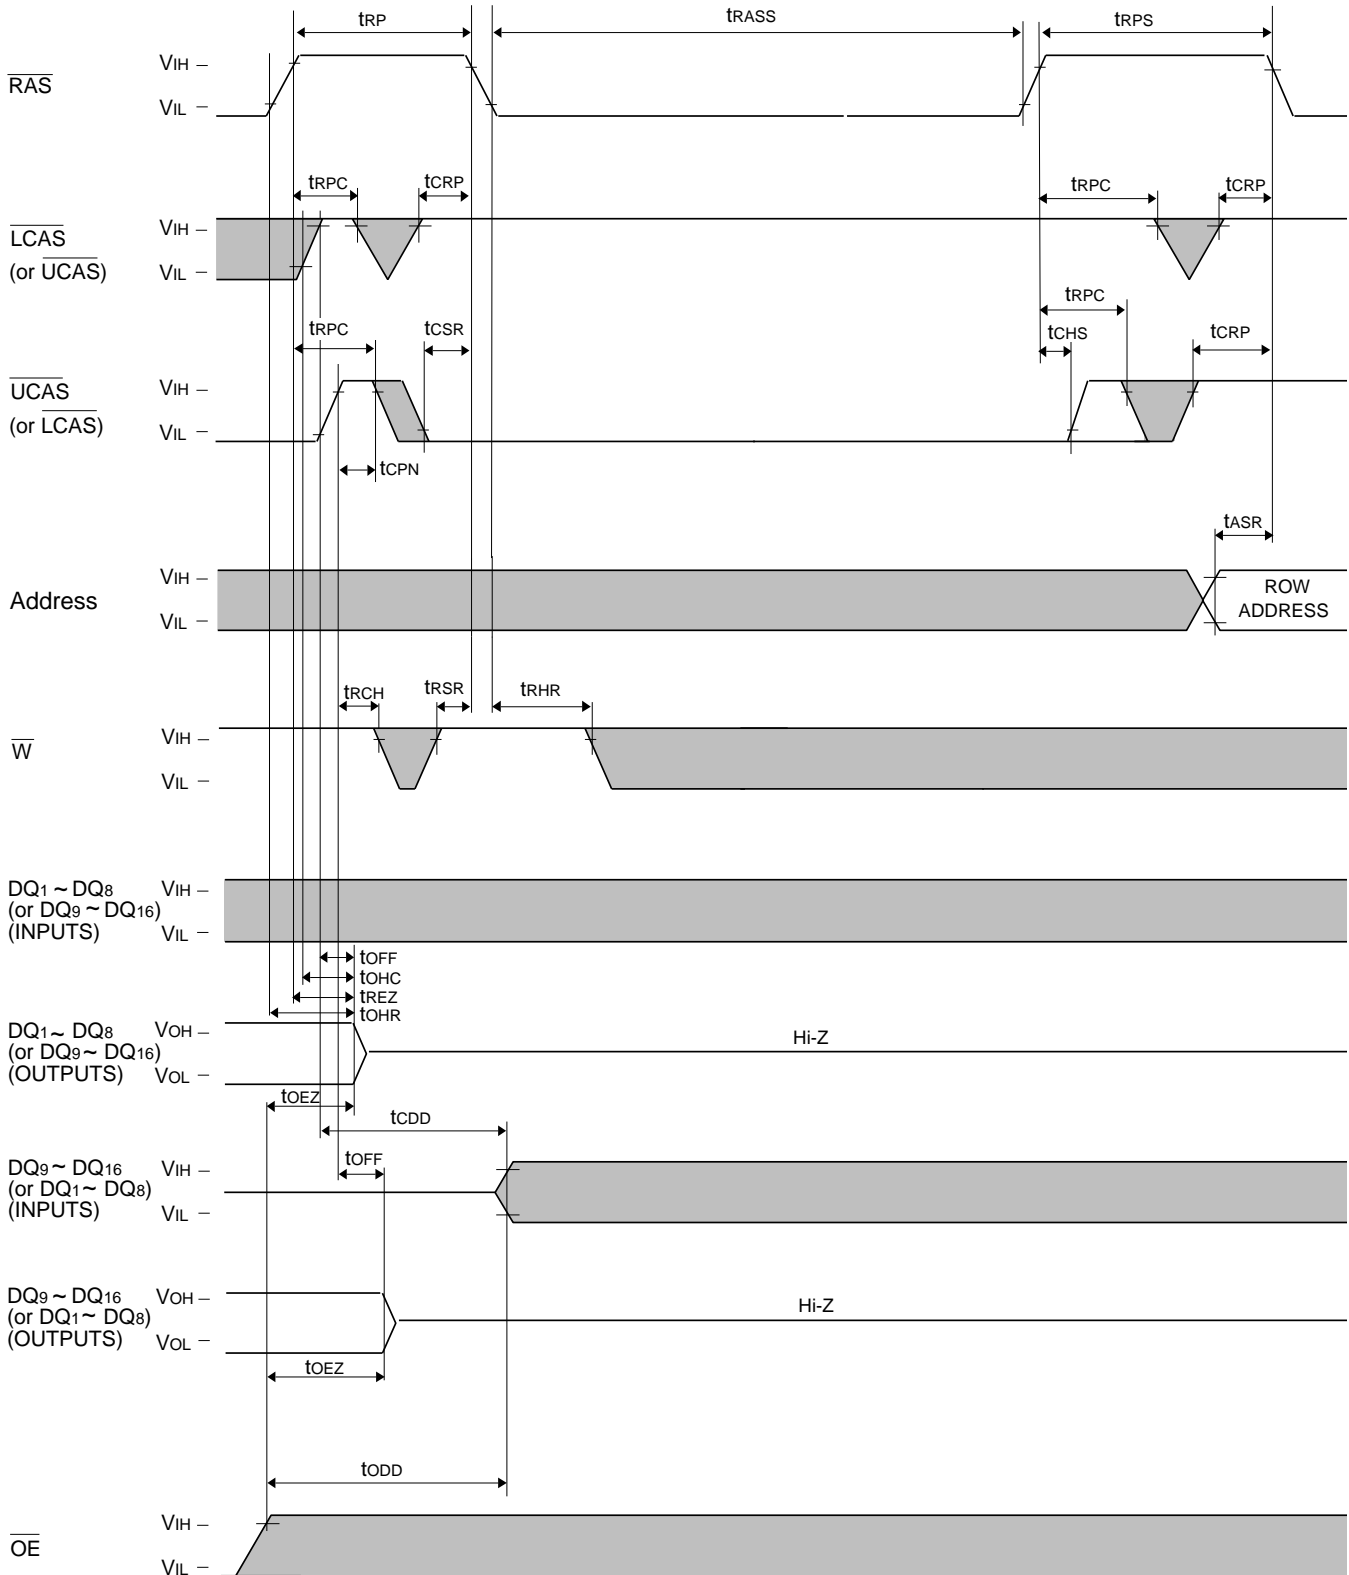 tRP
tRASS
tRPS
RAS
VIH –
VIL –
tRPC
tCRP
tRPC
tCRP
LCAS
(or UCAS)
VIH –
VIL –
tRPC
tCSR
tRPC
tCHS
tCRP
UCAS
(or LCAS)
VIH –
VIL –
tCPN
tASR
Address
VIH –
VIL –
ROW
ADDRESS
tRCH
tRSR
tRHR
W
VIH –
VIL –
DQ1 ~ DQ8
(or DQ9 ~ DQ16)
(INPUTS)
VIH –
VIL –
tOFF
tOHC
tREZ
tOHR
DQ1 ~ DQ8
(or DQ9 ~ DQ16)
(OUTPUTS)
VOH –
VOL –
Hi-Z
tOEZ
tCDD
tOFF
DQ9 ~ DQ16
(or DQ1 ~ DQ8)
(INPUTS)
VIH –
VIL –
DQ9 ~ DQ16
(or DQ1 ~ DQ8)
(OUTPUTS)
VOH –
VOL –
Hi-Z
tOEZ
tODD
OE
VIH –
VIL –